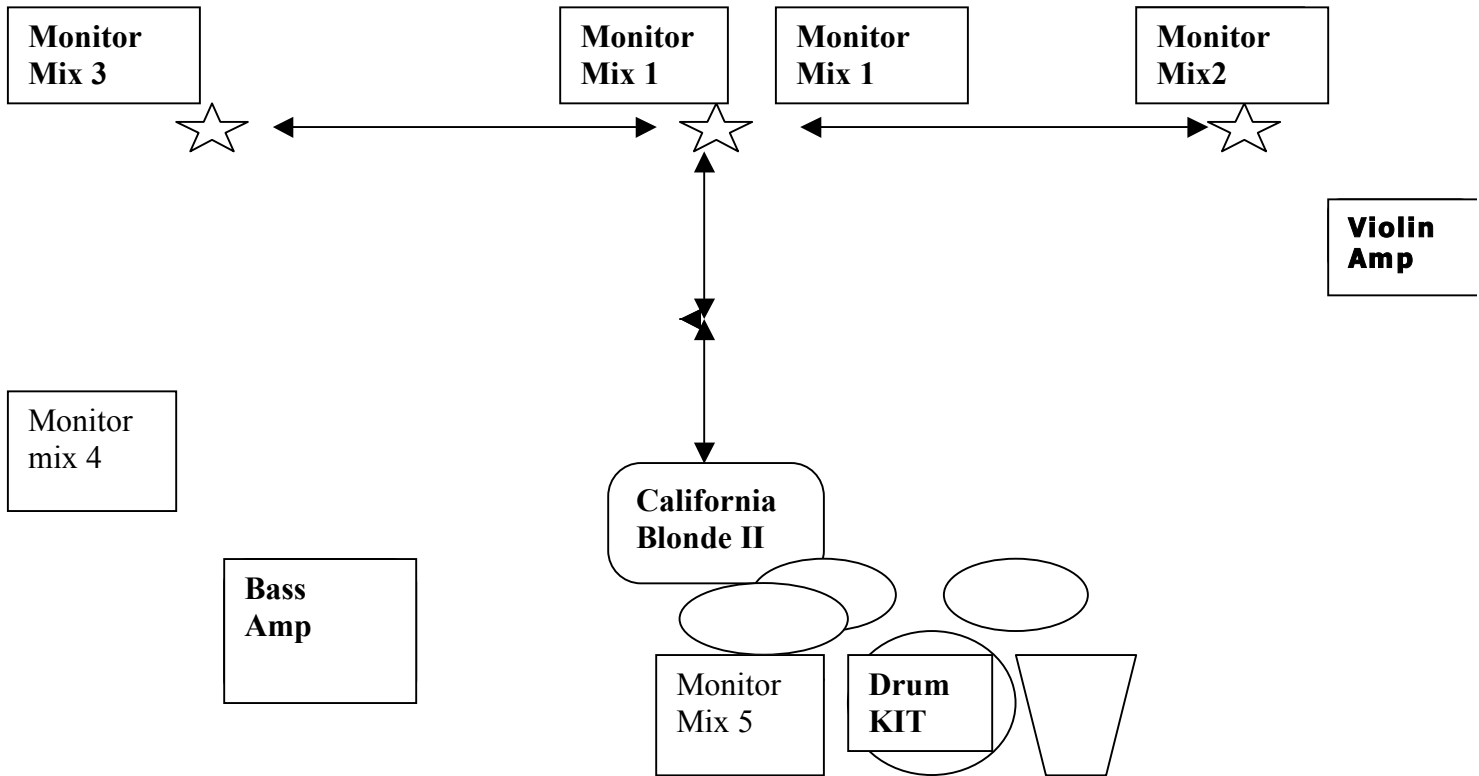 Monitor
Mix 3
Monitor
Mix 1
Monitor
Mix 1
Monitor
Mix2
Violin
Amp
Monitor
mix 4
California
Blonde II
Bass
Amp
Monitor
Mix 5
Drum
KIT